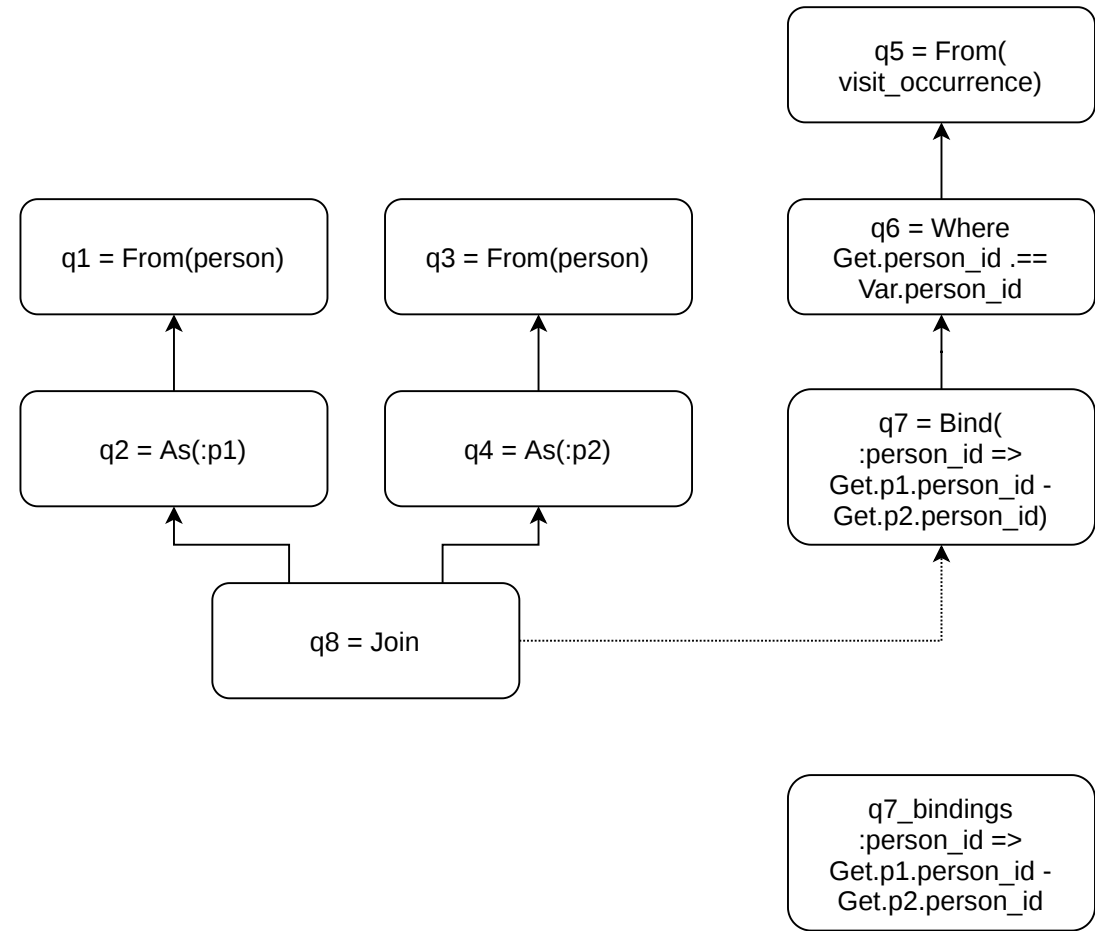 q5 = From(
visit_occurrence)
q1 = From(person)
q3 = From(person)
q6 = Where
Get.person_id .==
Var.person_id
q2 = As(:p1)
q4 = As(:p2)
q7 = Bind(
:person_id =>
Get.p1.person_id -
Get.p2.person_id)
q8 = Join
q7_bindings
:person_id =>
Get.p1.person_id -
Get.p2.person_id